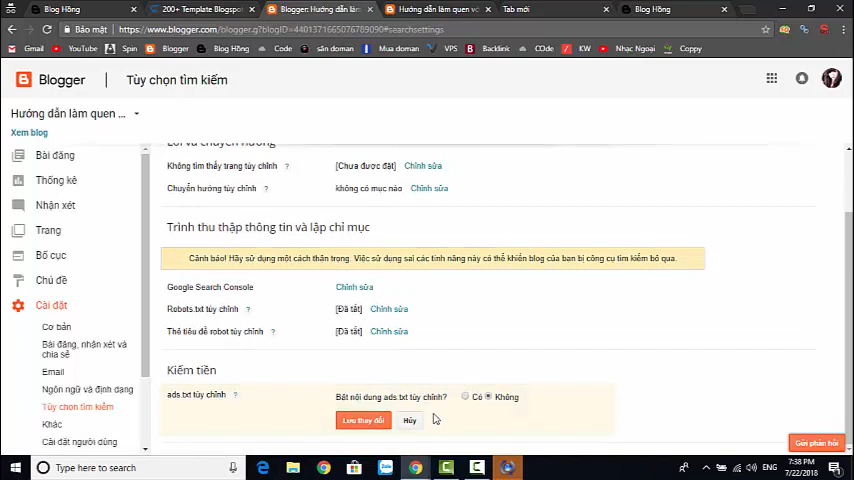 Blog Hồng
200+ Template Blogspot
Blogger: Hướng dẫn làm
Hướng dẫn làm quen vớ
Tab mới
Blog Hồng
Bảo mật | https://www.blogger.com/blogger.g?blogID=4401371665076789090#searchsettings
Gmail YouTube Spin Blogger Blog Hồng Code săn doman Mua doman VPS Backlink COde KW Nhạc Ngoại Coppy
Blogger Tùy chọn tìm kiếm
Hướng dẫn làm quen ...
Xem blog
Bài đăng
Thống kê
Nhận xét
Trang
Bố cục
Chủ đề
Cài đặt
Cơ bản
Bài đăng, nhận xét và
chia sẻ
Email
Ngôn ngữ và định dạng
Tùy chọn tìm kiếm
Khác
Cài đặt người dùng
Lỗi và chuyển hướng
Không tìm thấy trang tùy chỉnh ? [Chưa được đặt] Chỉnh sửa
Chuyển hướng tùy chỉnh ? không có mục nào Chỉnh sửa
Trình thu thập thông tin và lập chỉ mục
Cảnh báo! Hãy sử dụng một cách thận trọng. Việc sử dụng sai các tính năng này có thể khiến blog của bạn bị công cụ tìm kiếm bỏ qua.
Google Search Console Chỉnh sửa
Robots.txt tùy chỉnh ? [Đã tắt] Chỉnh sửa
Thẻ tiêu đề robot tùy chỉnh ? [Đã tắt] Chỉnh sửa
Kiếm tiền
ads.txt tùy chỉnh ? Bật nội dung ads.txt tùy chỉnh? Có Không
Lưu thay đổi Hủy
Gửi phản hồi
Type here to search
Zalo
ENG
7:38 PM
7/22/2018